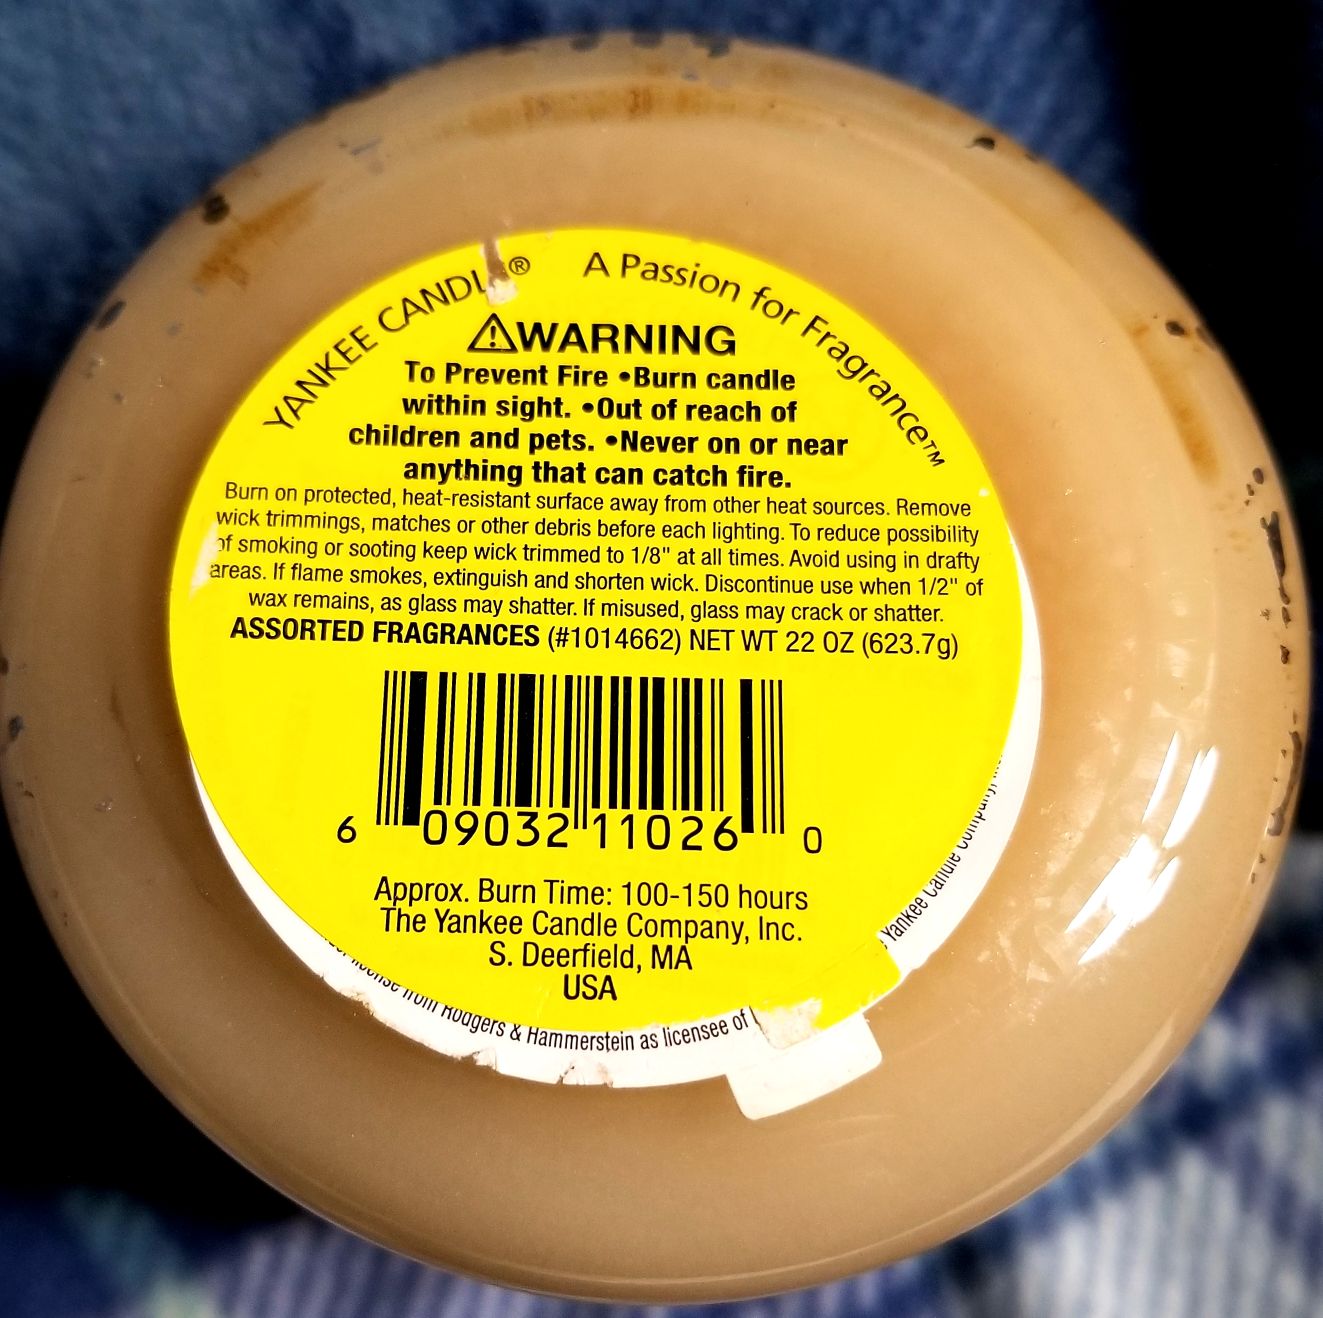 YANKEE CANDLE® A Passion for Fragrance™
⚠WARNING
To Prevent Fire •Burn candle
within sight. •Out of reach of
children and pets. •Never on or near
anything that can catch fire.
Burn on protected, heat-resistant surface away from other heat sources. Remove
wick trimmings, matches or other debris before each lighting. To reduce possibility
of smoking or sooting keep wick trimmed to 1/8" at all times. Avoid using in drafty
areas. If flame smokes, extinguish and shorten wick. Discontinue use when 1/2" of
wax remains, as glass may shatter. If misused, glass may crack or shatter.
ASSORTED FRAGRANCES (#1014662) NET WT 22 OZ (623.7g)
6 09032 11026 0
Approx. Burn Time: 100-150 hours
The Yankee Candle Company, Inc.
S. Deerfield, MA
USA
license from Rodgers & Hammerstein as licensee of
Yankee Candle Company,